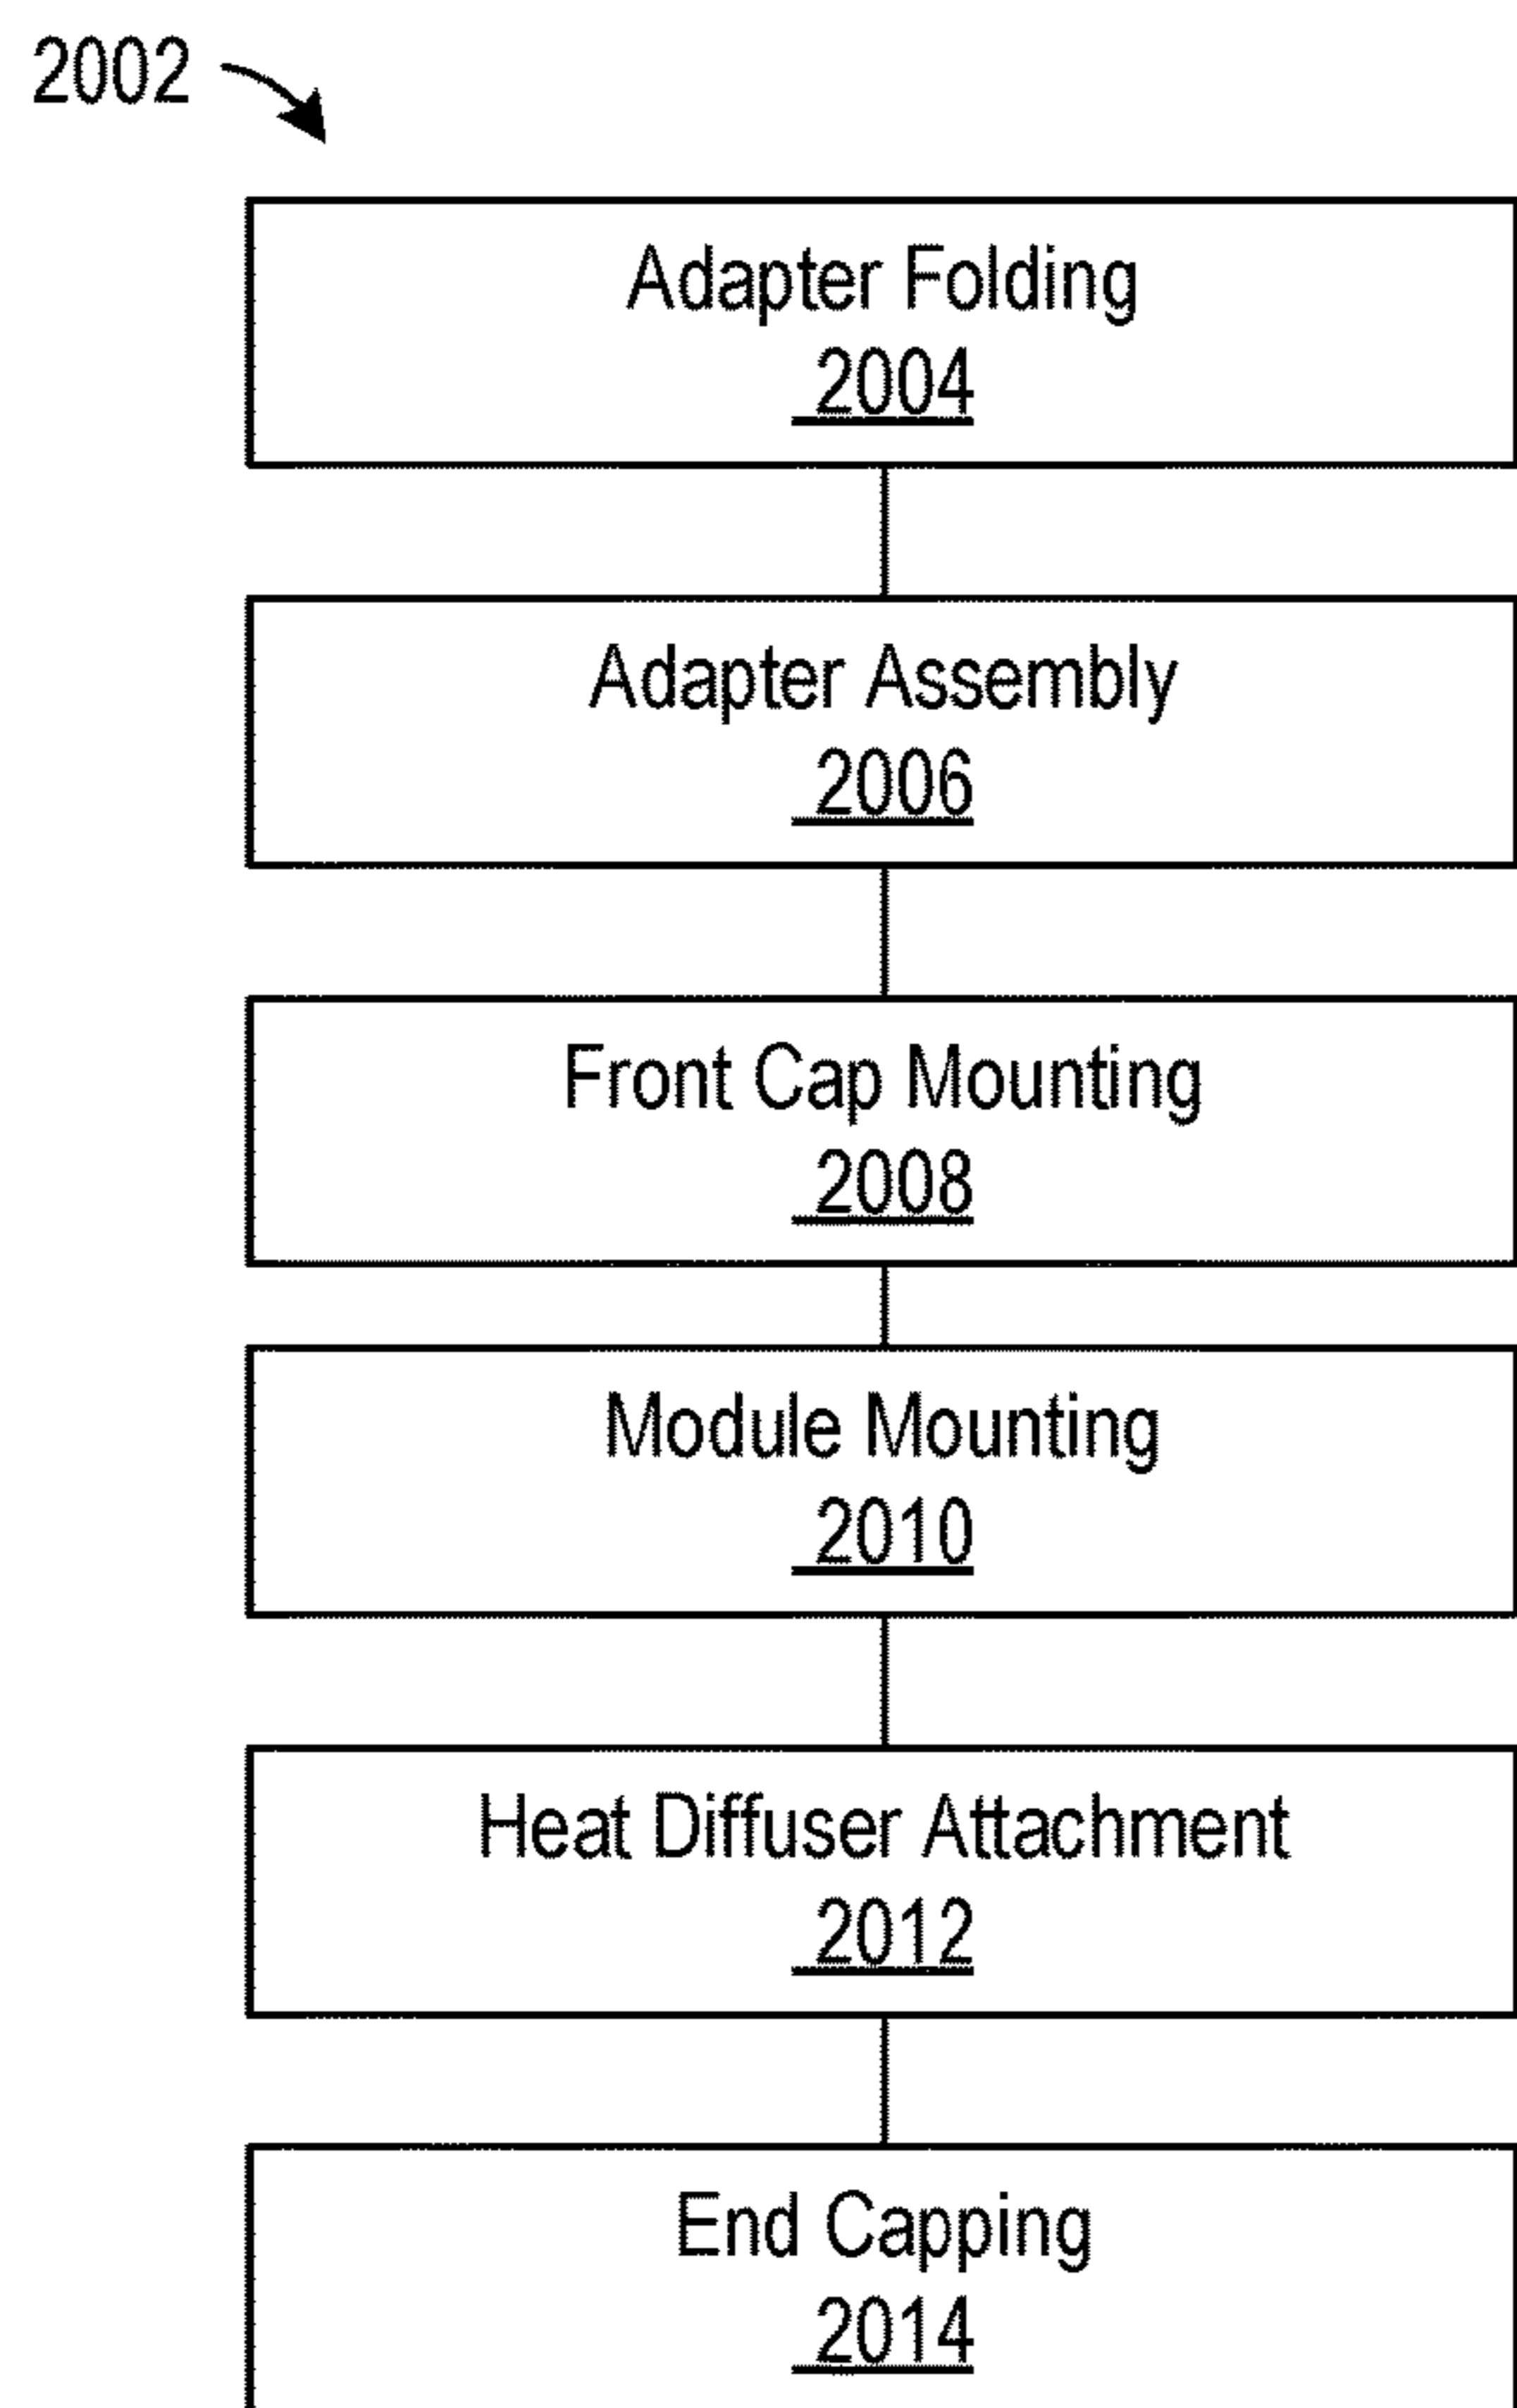 2002
Adapter Folding
2004
Adapter Assembly
2006
Front Cap Mounting
2008
Module Mounting
2010
Heat Diffuser Attachment
2012
End Capping
2014